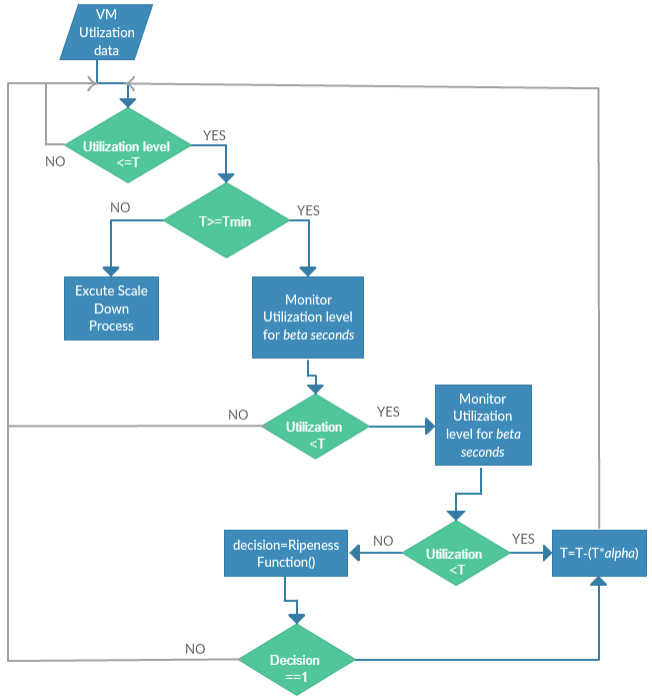 VM
Utlization
data
Utilization level
<=T
YES
NO
T>=Tmin
NO
YES
Excute Scale
Down
Process
Monitor
Utilization level
for beta seconds
Utilization
<T
NO
YES
Monitor
Utilization
level for beta
seconds
Utilization
<T
NO
YES
decision=Ripeness
Function()
T=T-(T*alpha)
Decision
==1
NO